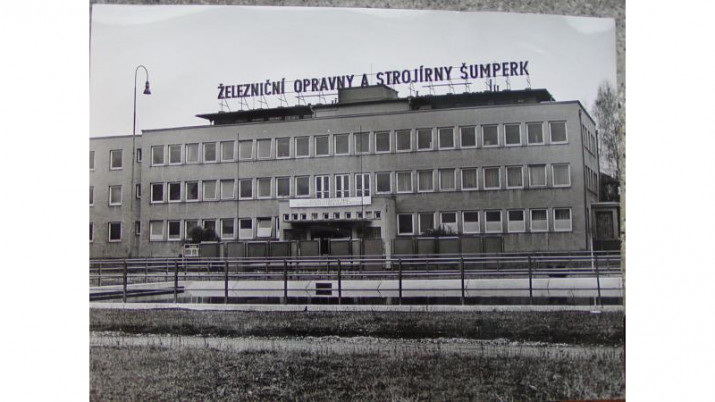 ŽELEZNIČNÍ OPRAVNY A STROJÍRNY ŠUMPERK